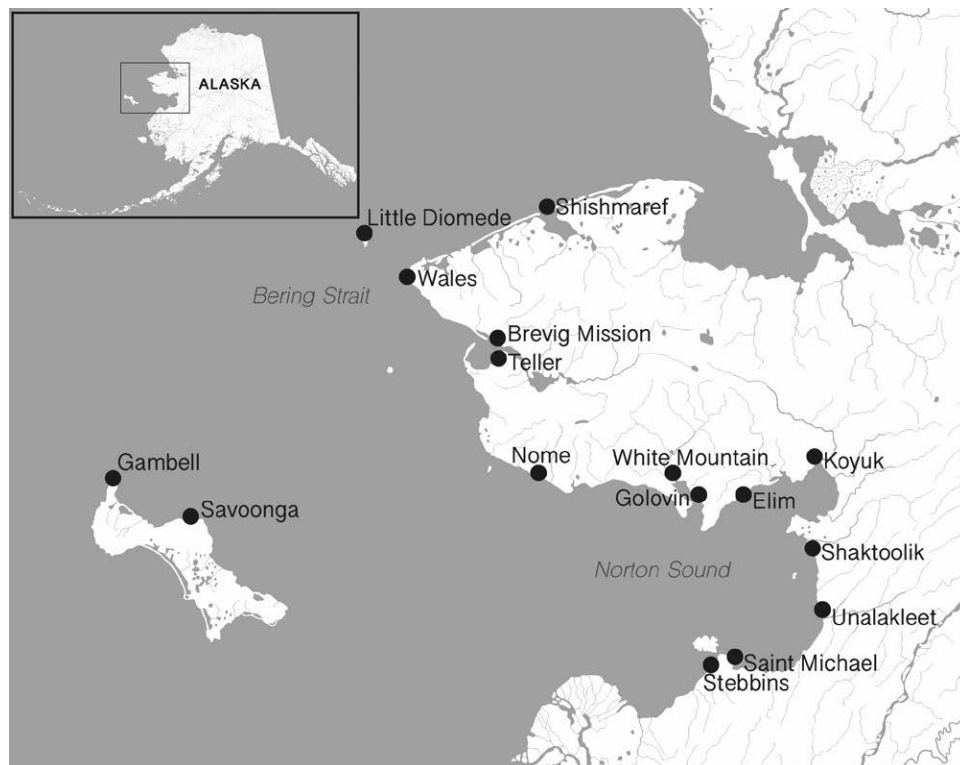 ALASKA
Little Diomede
Shishmaref
Wales
Bering Strait
Brevig Mission
Teller
Gambell
Nome
White Mountain
Koyuk
Savoonga
Golovin
Elim
Shaktoolik
Norton Sound
Unalakleet
Saint Michael
Stebbins